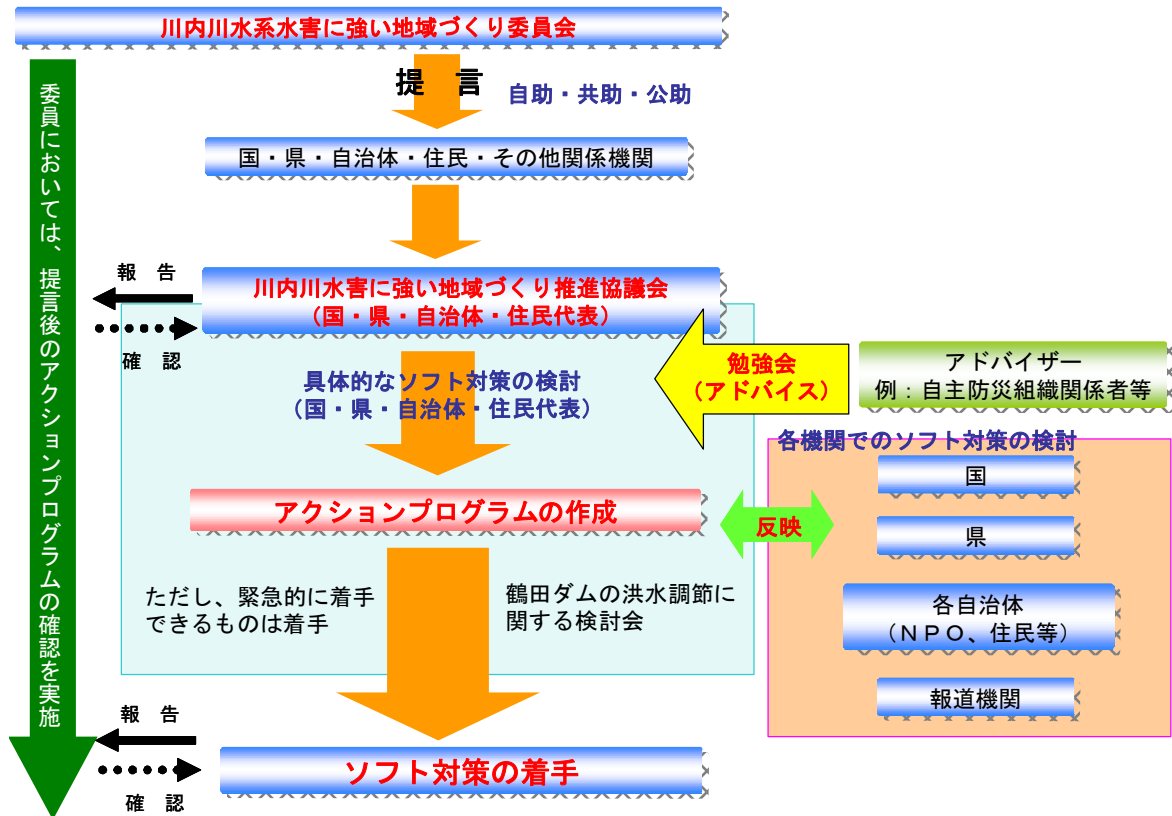 川内川水系水害に強い地域づくり委員会
提 言
自助・共助・公助
国・県・自治体・住民・その他関係機関
委員においては、提言後のアクションプログラムの確認を実施
報 告
確 認
川内川水害に強い地域づくり推進協議会
（国・県・自治体・住民代表）
具体的なソフト対策の検討
（国・県・自治体・住民代表）
勉強会
（アドバイス）
アドバイザー
例：自主防災組織関係者等
各機関でのソフト対策の検討
国
県
各自治体
（ＮＰＯ、住民等）
報道機関
アクションプログラムの作成
反映
ただし、緊急的に着手
できるものは着手
鶴田ダムの洪水調節に
関する検討会
報 告
確 認
ソフト対策の着手